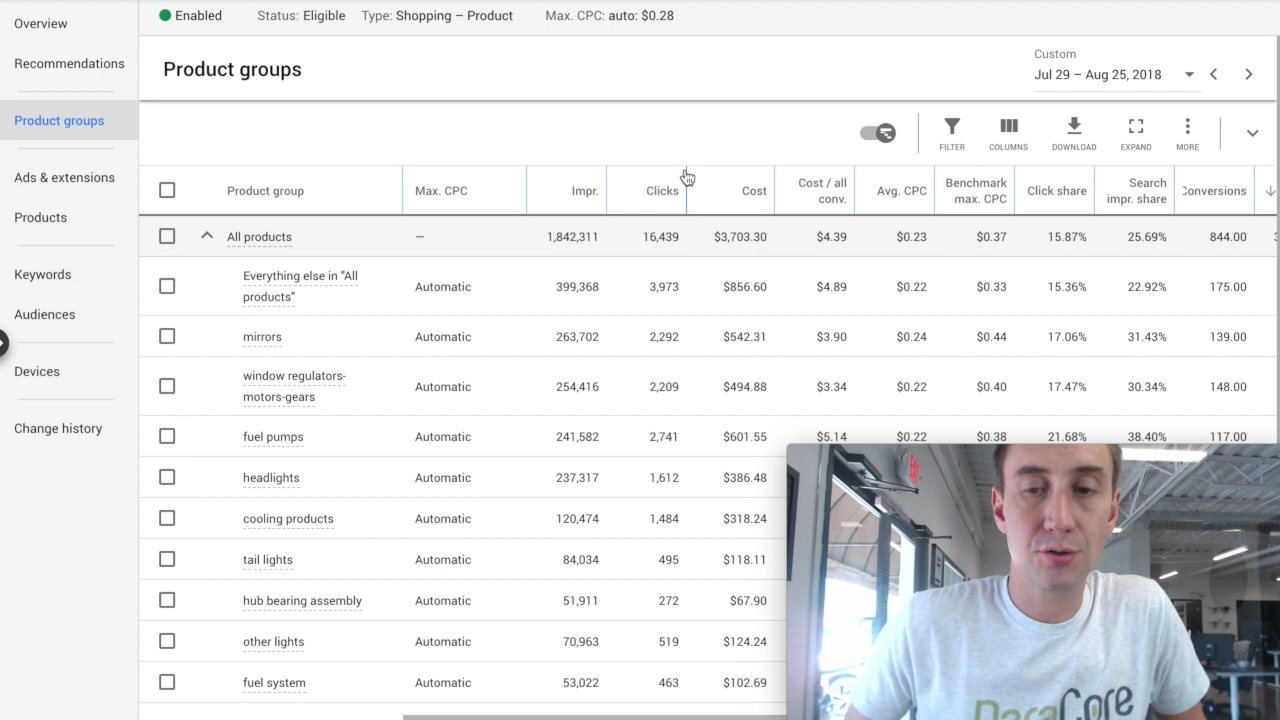 Overview
Recommendations
Product groups
Ads & extensions
Products
Keywords
Audiences
Devices
Change history
Enabled Status: Eligible Type: Shopping – Product Max. CPC: auto: $0.28
Product groups
Custom
Jul 29 – Aug 25, 2018
FILTER COLUMNS DOWNLOAD EXPAND MORE
Product group Max. CPC Impr. Clicks Cost Cost / all conv. Avg. CPC Benchmark max. CPC Click share Search impr. share Conversions
All products – 1,842,311 16,439 $3,703.30 $4.39 $0.23 $0.37 15.87% 25.69% 844.00
Everything else in "All products" Automatic 399,368 3,973 $856.60 $4.89 $0.22 $0.33 15.36% 22.92% 175.00
mirrors Automatic 263,702 2,292 $542.31 $3.90 $0.24 $0.44 17.06% 31.43% 139.00
window regulators-motors-gears Automatic 254,416 2,209 $494.88 $3.34 $0.22 $0.40 17.47% 30.34% 148.00
fuel pumps Automatic 241,582 2,741 $601.55 $5.14 $0.22 $0.38 21.68% 38.40% 117.00
headlights Automatic 237,317 1,612 $386.48
cooling products Automatic 120,474 1,484 $318.24
tail lights Automatic 84,034 495 $118.11
hub bearing assembly Automatic 51,911 272 $67.90
other lights Automatic 70,963 519 $124.24
fuel system Automatic 53,022 463 $102.69